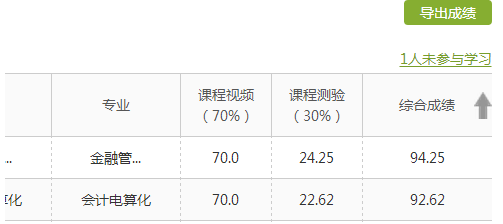 导出成绩
1人未参与学习
专业 课程视频（70%） 课程测验（30%） 综合成绩
... 金融管... 70.0 24.25 94.25
算化 会计电算化 70.0 22.62 92.62